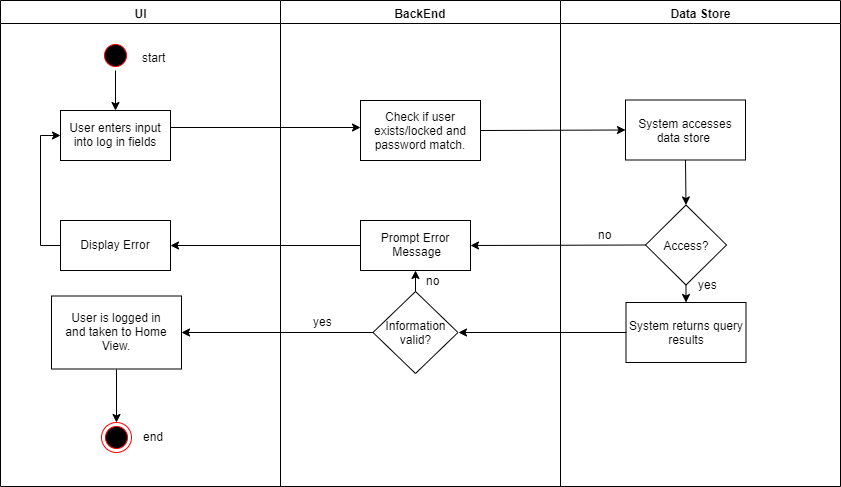 UI
BackEnd
Data Store
start
User enters input
into log in fields
Check if user
exists/locked and
password match.
System accesses
data store
Display Error
Prompt Error
Message
no
Access?
no
yes
User is logged in
and taken to Home
View.
yes
Information
valid?
System returns query
results
end